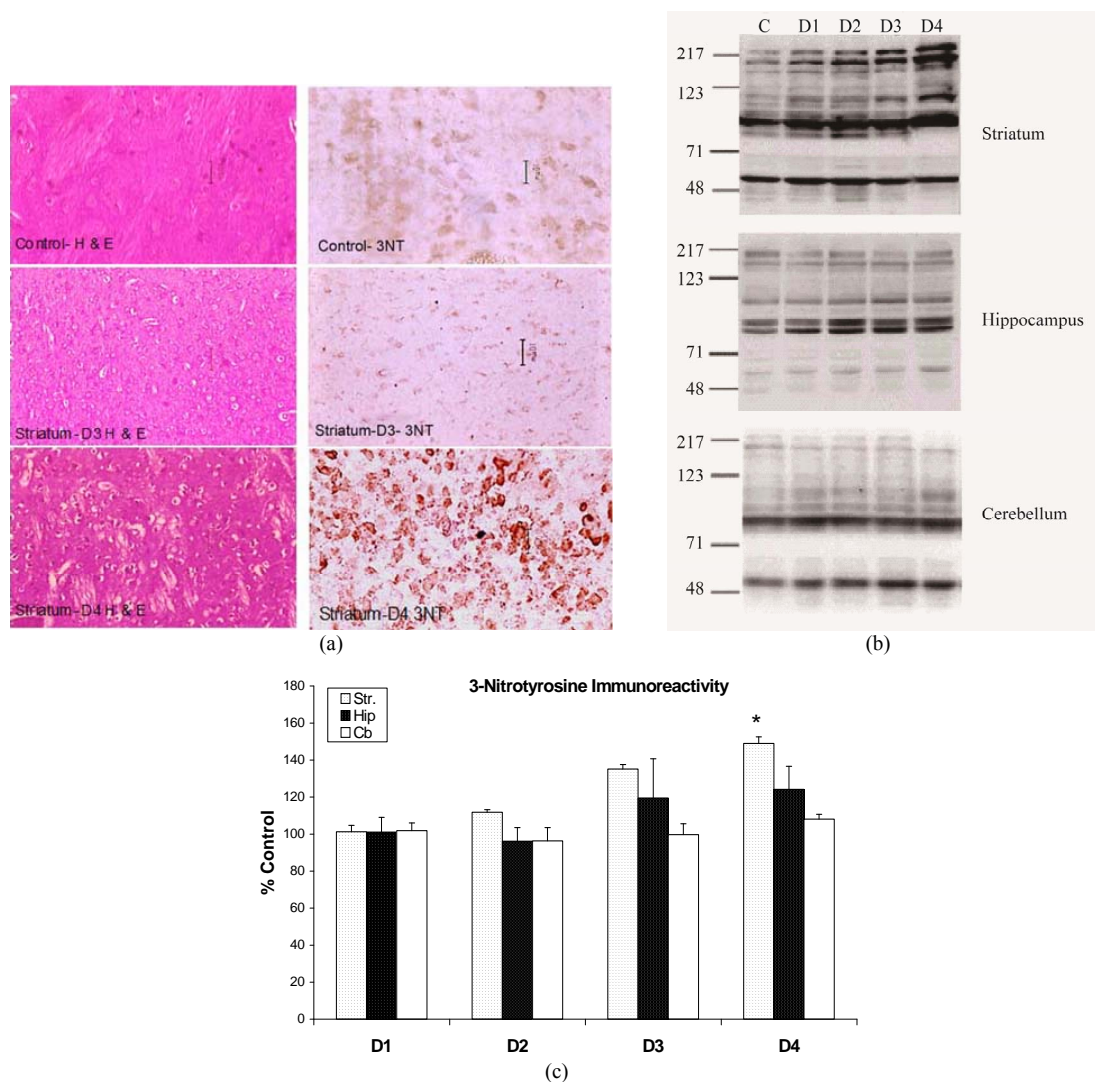 Control- H & E
Control- 3NT
Striatum-D3 H & E
Striatum-D3- 3NT
Striatum-D4 H & E
Striatum-D4 3NT
(a)
C D1 D2 D3 D4
217
123
71
48
Striatum
217
123
71
48
Hippocampus
217
123
71
48
Cerebellum
(b)
3-Nitrotyrosine Immunoreactivity
Str.
Hip
Cb
*
% Control
180
160
140
120
100
80
60
40
20
0
D1 D2 D3 D4
(c)